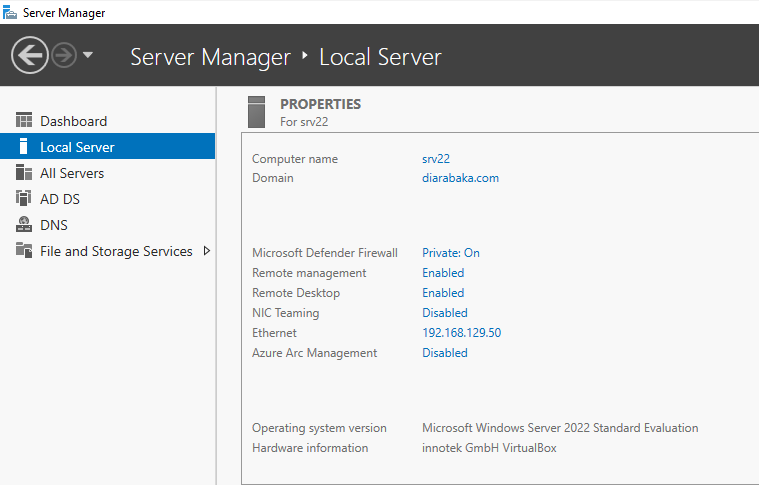 Server Manager
Server Manager ‣ Local Server
Dashboard
Local Server
All Servers
AD DS
DNS
File and Storage Services
PROPERTIES
For srv22
Computer name srv22
Domain diarabaka.com
Microsoft Defender Firewall Private: On
Remote management Enabled
Remote Desktop Enabled
NIC Teaming Disabled
Ethernet 192.168.129.50
Azure Arc Management Disabled
Operating system version Microsoft Windows Server 2022 Standard Evaluation
Hardware information innotek GmbH VirtualBox